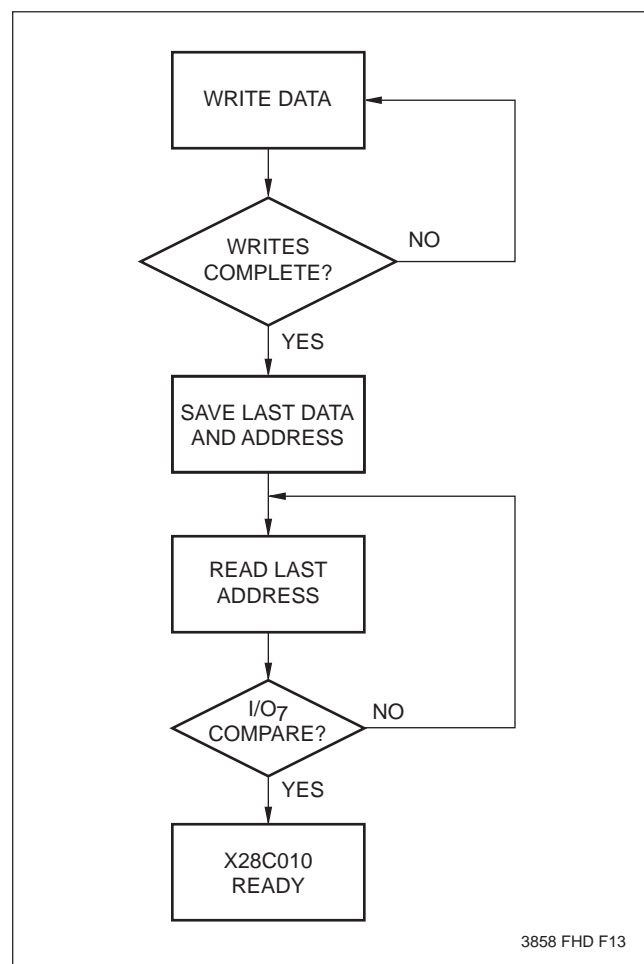 WRITE DATA
WRITES
COMPLETE?
NO
YES
SAVE LAST DATA
AND ADDRESS
READ LAST
ADDRESS
I/O7
COMPARE?
NO
YES
X28C010
READY
3858 FHD F13